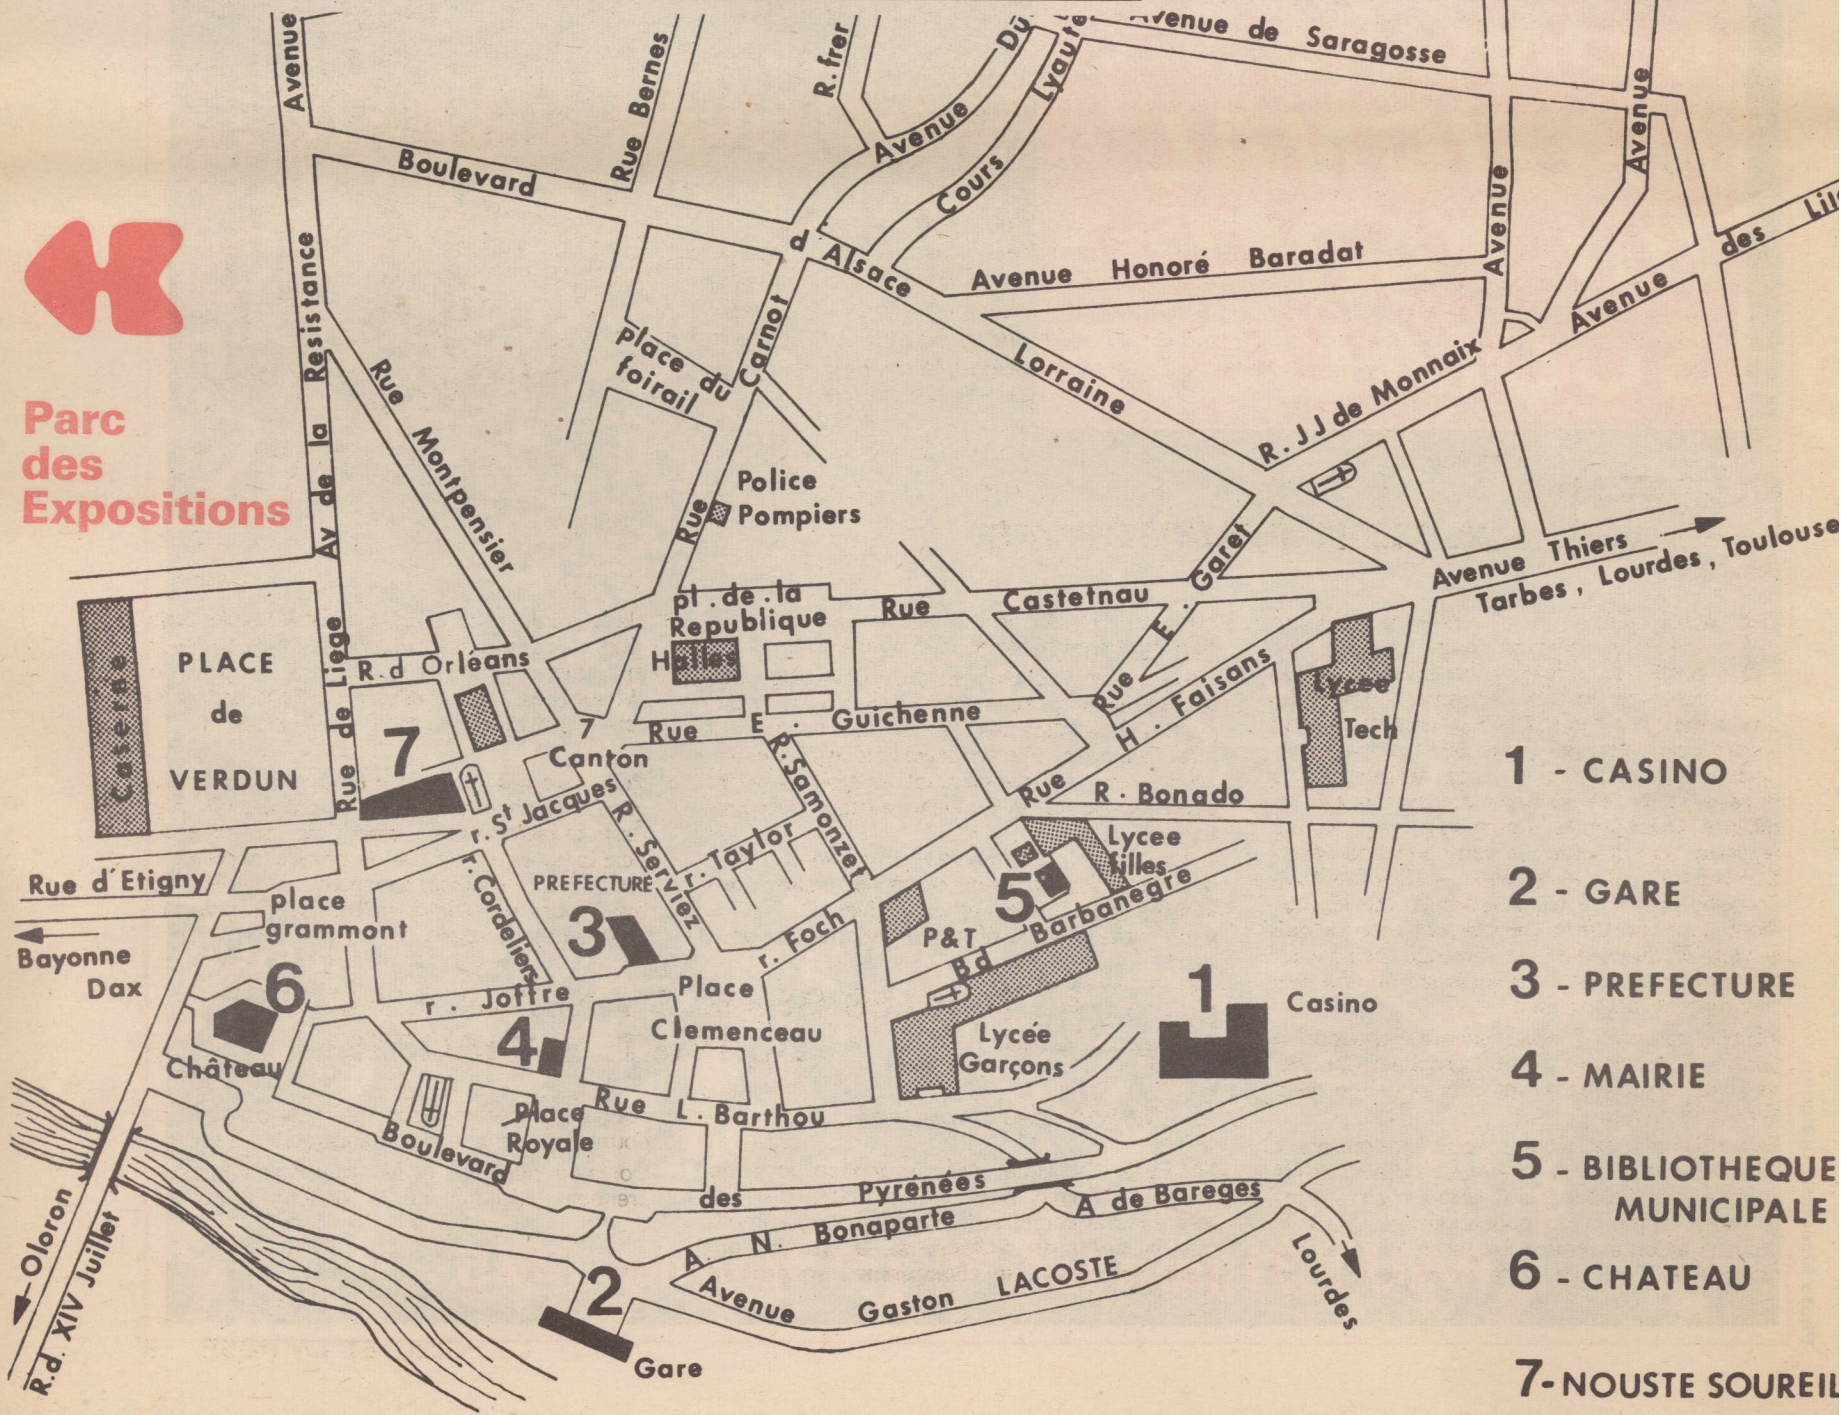 Avenue
Rue Bernes
R. frer
Avenue Du
Cours Lyautey
Avenue de Saragosse
Avenue
Avenue
Boulevard d Alsace Lorraine
Avenue Honoré Baradat
Avenue des
R. J J de Monnaix
Av de la Resistance
Rue Montpensier
place du
foirail
Rue Carnot
Parc
des
Expositions
Police
Pompiers
Avenue Thiers
Tarbes, Lourdes, Toulouse
Caserne
PLACE
de
VERDUN
Rue de Liege
R. d Orléans
pl. de. la
Republique
Halles
Rue Castetnau
Rue E. Garet
Rue H. Faisans
Lycee
Tech
7
7
Canton
Rue E. Guichenne
R. Samonzet
r. St Jacques
R. Serviez
r. Taylor
R. Bonado
Rue d'Etigny
place
grammont
r. Cordeliers
PREFECTURE
3
r. Foch
5
Lycee
filles
P&T
Bd Barbanegre
Bayonne
Dax
6
Château
r. Joffre
4
Place
Clemenceau
Lycée
Garçons
1
Casino
Place
Royale
Rue L. Barthou
Boulevard des Pyrénées
A. N. Bonaparte
A de Bareges
Avenue Gaston LACOSTE
2
Gare
Oloron
R.d. XIV Juillet
Lourdes
1 - CASINO
2 - GARE
3 - PREFECTURE
4 - MAIRIE
5 - BIBLIOTHEQUE
MUNICIPALE
6 - CHATEAU
7- NOUSTE SOUREIL